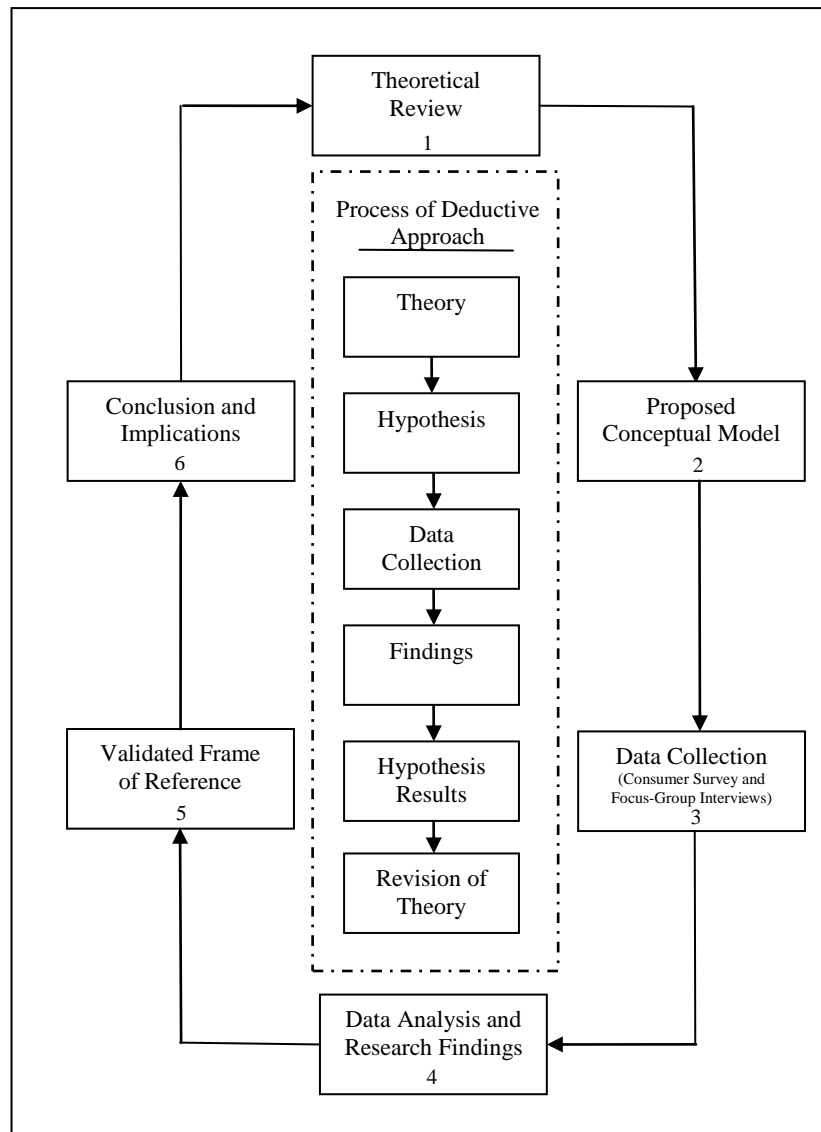 Theoretical
Review
1
Process of Deductive
Approach
Theory
Hypothesis
Data
Collection
Findings
Hypothesis
Results
Revision of
Theory
Proposed
Conceptual Model
2
Data Collection
(Consumer Survey and
Focus-Group Interviews)
3
Data Analysis and
Research Findings
4
Validated Frame
of Reference
5
Conclusion and
Implications
6